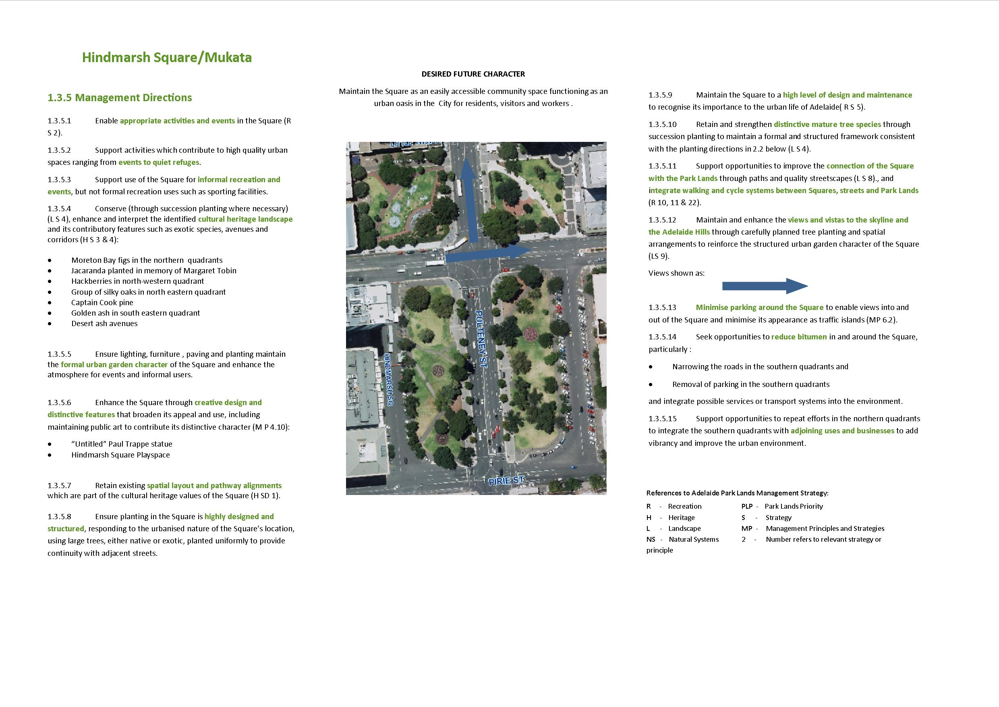 Hindmarsh Square/Mukata
1.3.5 Management Directions
1.3.5.1 Enable appropriate activities and events in the Square (R
S 2).
1.3.5.2 Support activities which contribute to high quality urban
spaces ranging from events to quiet refuges.
1.3.5.3 Support use of the Square for informal recreation and
events, but not formal recreation uses such as sporting facilities.
1.3.5.4 Conserve (through succession planting where necessary)
(L S 4), enhance and interpret the identified cultural heritage landscape
and its contributory features such as exotic species, avenues and
corridors (H S 3 & 4):
• Moreton Bay figs in the northern quadrants
• Jacaranda planted in memory of Margaret Tobin
• Hackberries in north-western quadrant
• Group of silky oaks in north eastern quadrant
• Captain Cook pine
• Golden ash in south eastern quadrant
• Desert ash avenues
1.3.5.5 Ensure lighting, furniture , paving and planting maintain
the formal urban garden character of the Square and enhance the
atmosphere for events and informal users.
1.3.5.6 Enhance the Square through creative design and
distinctive features that broaden its appeal and use, including
maintaining public art to contribute its distinctive character (M P 4.10):
• “Untitled” Paul Trappe statue
• Hindmarsh Square Playspace
1.3.5.7 Retain existing spatial layout and pathway alignments
which are part of the cultural heritage values of the Square (H SD 1).
1.3.5.8 Ensure planting in the Square is highly designed and
structured, responding to the urbanised nature of the Square’s location,
using large trees, either native or exotic, planted uniformly to provide
continuity with adjacent streets.
DESIRED FUTURE CHARACTER
Maintain the Square as an easily accessible community space functioning as an
urban oasis in the City for residents, visitors and workers .
LITTLE
PULTENEY ST
HINDMARSH SQ
PIRIE ST
1.3.5.9 Maintain the Square to a high level of design and maintenance
to recognise its importance to the urban life of Adelaide( R S 5).
1.3.5.10 Retain and strengthen distinctive mature tree species through
succession planting to maintain a formal and structured framework consistent
with the planting directions in 2.2 below (L S 4).
1.3.5.11 Support opportunities to improve the connection of the Square
with the Park Lands through paths and quality streetscapes (L S 8)., and
integrate walking and cycle systems between Squares, streets and Park Lands
(R 10, 11 & 22).
1.3.5.12 Maintain and enhance the views and vistas to the skyline and
the Adelaide Hills through carefully planned tree planting and spatial
arrangements to reinforce the structured urban garden character of the Square
(LS 9).
Views shown as:
1.3.5.13 Minimise parking around the Square to enable views into and
out of the Square and minimise its appearance as traffic islands (MP 6.2).
1.3.5.14 Seek opportunities to reduce bitumen in and around the Square,
particularly :
• Narrowing the roads in the southern quadrants and
• Removal of parking in the southern quadrants
and integrate possible services or transport systems into the environment.
1.3.5.15 Support opportunities to repeat efforts in the northern quadrants
to integrate the southern quadrants with adjoining uses and businesses to add
vibrancy and improve the urban environment.
References to Adelaide Park Lands Management Strategy:
R - Recreation PLP - Park Lands Priority
H - Heritage S - Strategy
L - Landscape MP - Management Principles and Strategies
NS - Natural Systems 2 - Number refers to relevant strategy or
principle